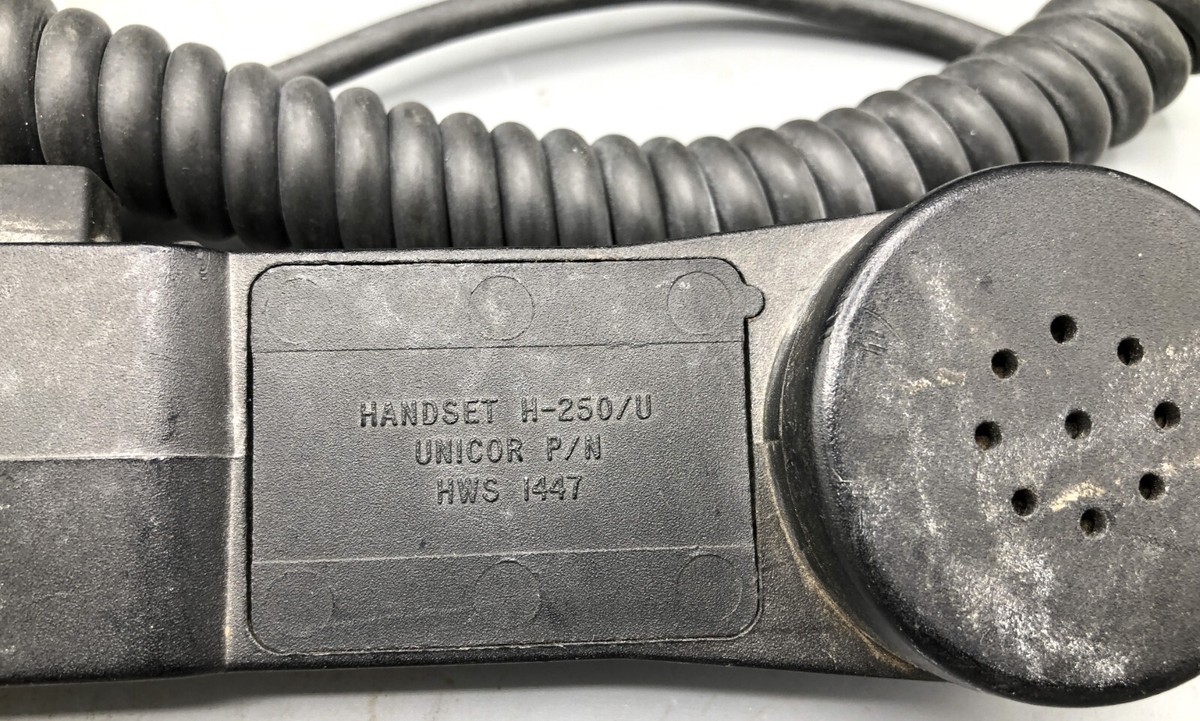 HANDSET H-250/U
UNICOR P/N
HWS 1447